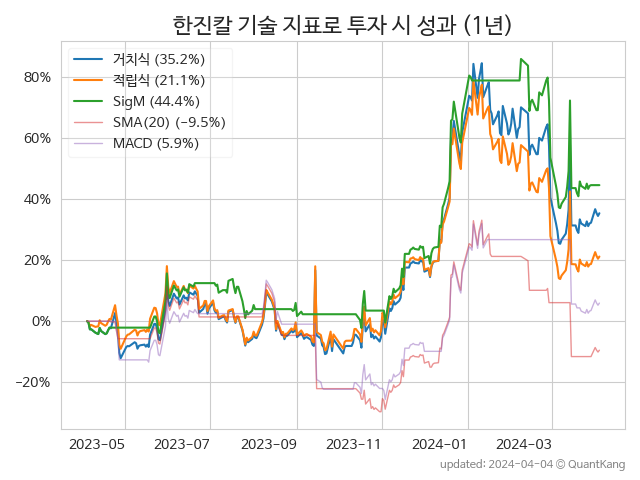 한진칼 기술 지표로 투자 시 성과 (1년)
거치식 (35.2%)
적립식 (21.1%)
SigM (44.4%)
SMA(20) (−9.5%)
MACD (5.9%)
80%
60%
40%
20%
0%
−20%
2023-05 2023-07 2023-09 2023-11 2024-01 2024-03
updated: 2024-04-04 © QuantKang